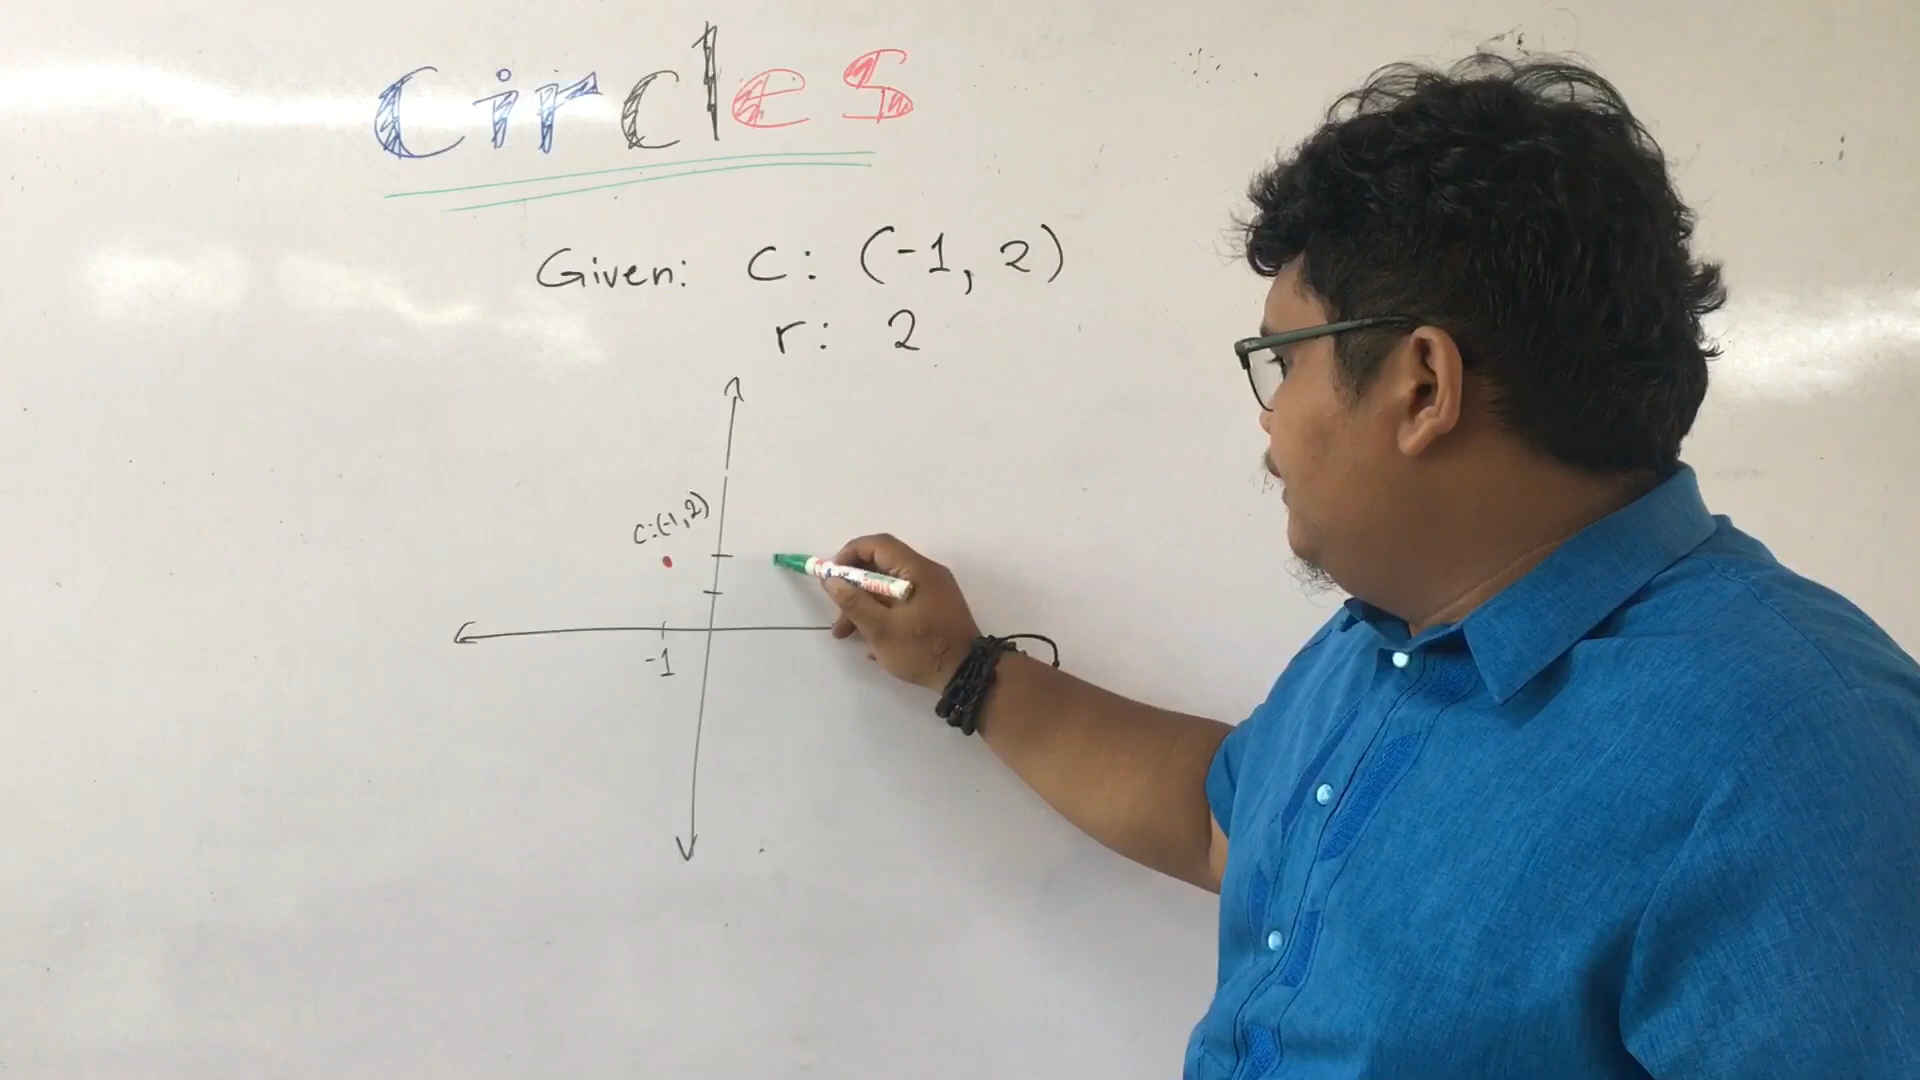 Circles
Given: C: (-1, 2)
r: 2
C:(-1,2)
-1